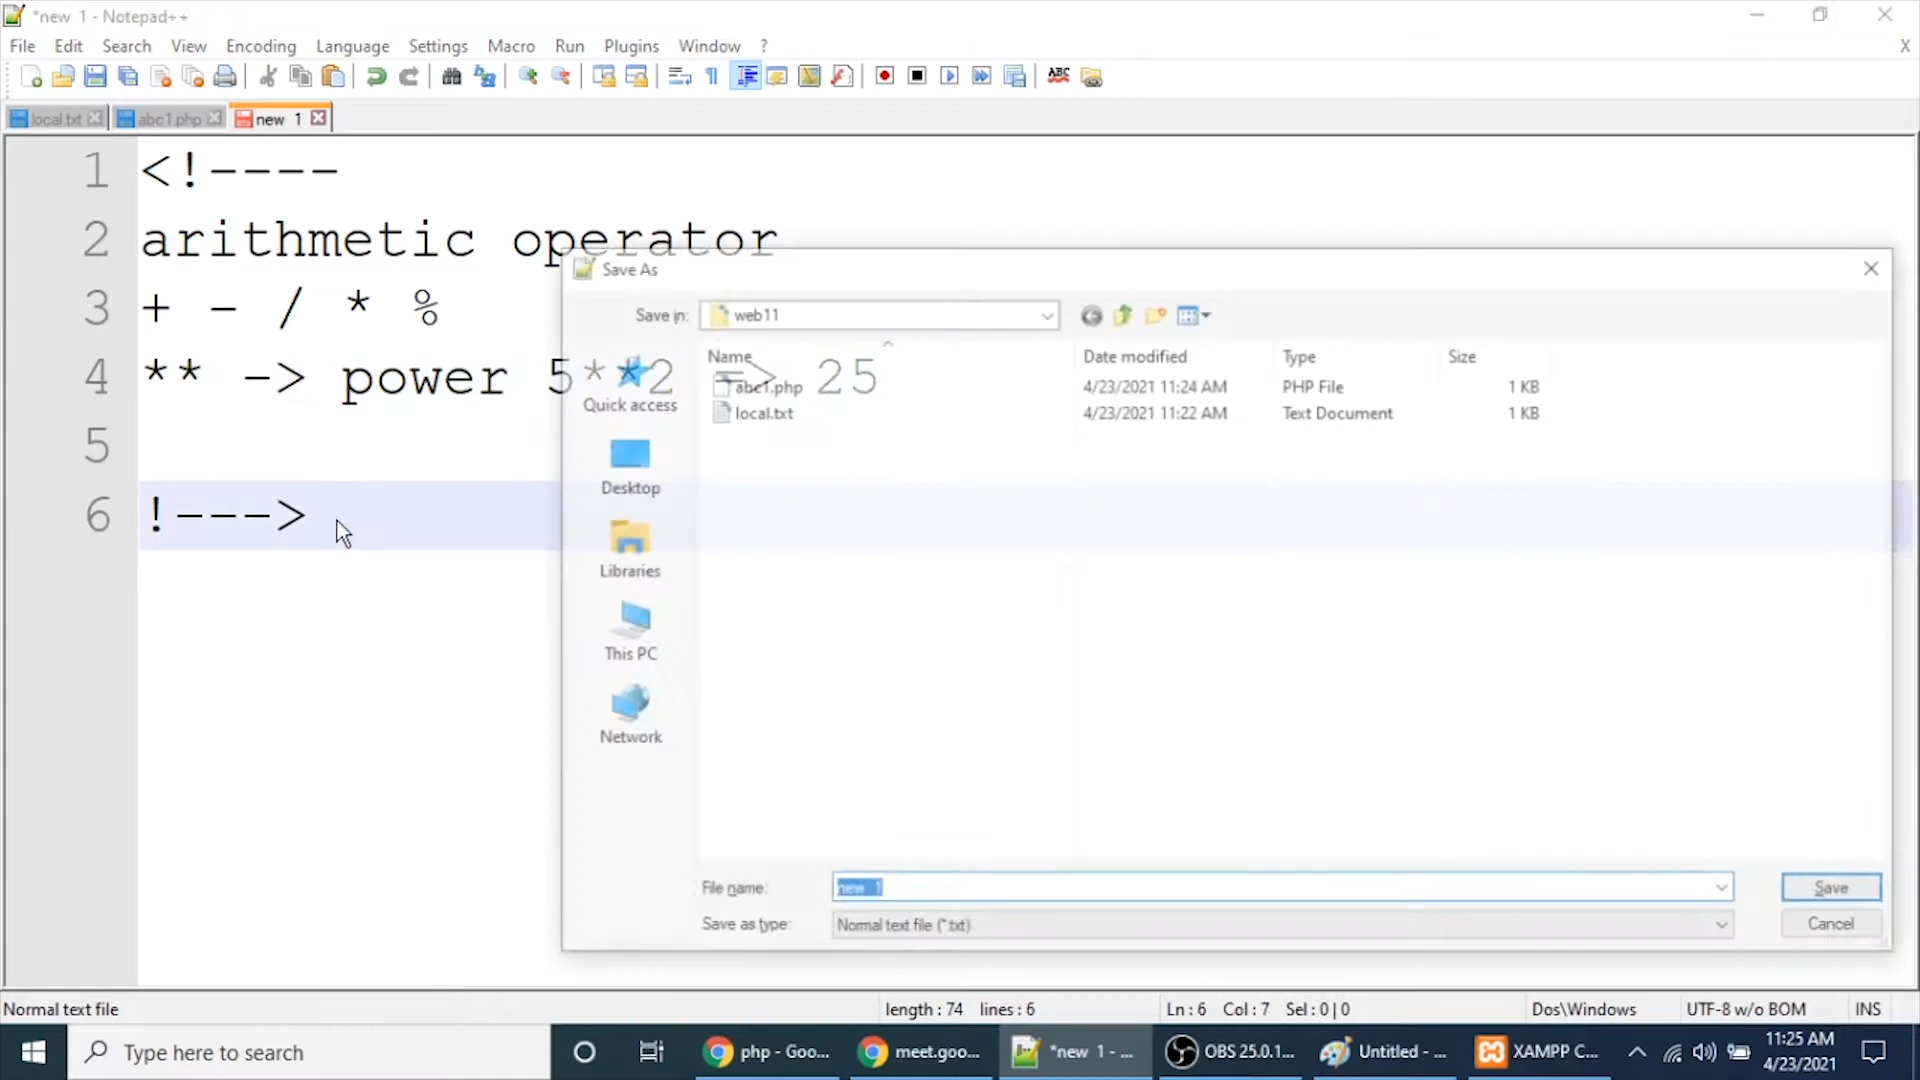 *new 1 - Notepad++
File Edit Search View Encoding Language Settings Macro Run Plugins Window ? X
ABC
local.txt abc1.php new 1
1 <!----
2 arithmetic operator
3 + - / * %
4 ** -> power 5**2 => 25
5
6 !--->
Save As
Save in: web11
Name Date modified Type Size
abc1.php 4/23/2021 11:24 AM PHP File 1 KB
local.txt 4/23/2021 11:22 AM Text Document 1 KB
Quick access
Desktop
Libraries
This PC
Network
File name: new 1 Save
Save as type: Normal text file (*.txt) Cancel
Normal text file length : 74 lines : 6 Ln : 6 Col : 7 Sel : 0 | 0 Dos\Windows UTF-8 w/o BOM INS
Type here to search php - Goo... meet.goo... *new 1 - ... OBS 25.0.1... Untitled - ... XAMPP C... 11:25 AM
4/23/2021